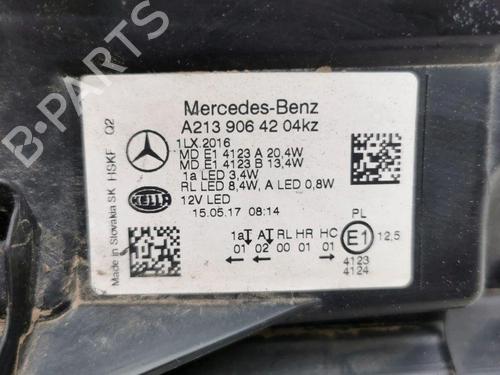 B-PARTS
Mercedes-Benz
A213 906 42 04kz
1LX.2016
MD E1 4123 A 20,4W
MD E1 4123 B 13,4W
1a LED 3,4W
RL LED 8,4W, A LED 0,8W
12V LED
15.05.17 08:14
HELLA
1a AT RL HR HC
01 02 00 01 01
PL
E1 12,5
4123
4124
Made in Slovakia SK HSKF Q2